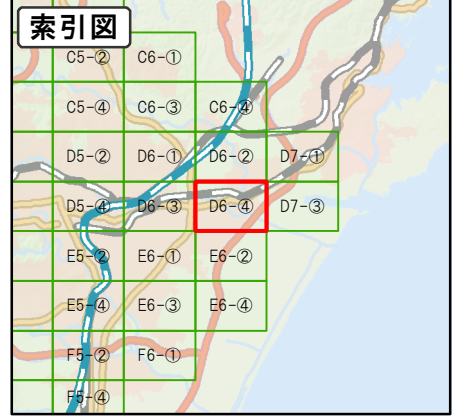 索引図
C5-② C6-①
C5-④ C6-③ C6-④
D5-② D6-① D6-② D7-①
D5-④ D6-③ D6-④ D7-③
E5-② E6-① E6-②
E5-④ E6-③ E6-④
F5-② F6-①
F5-④